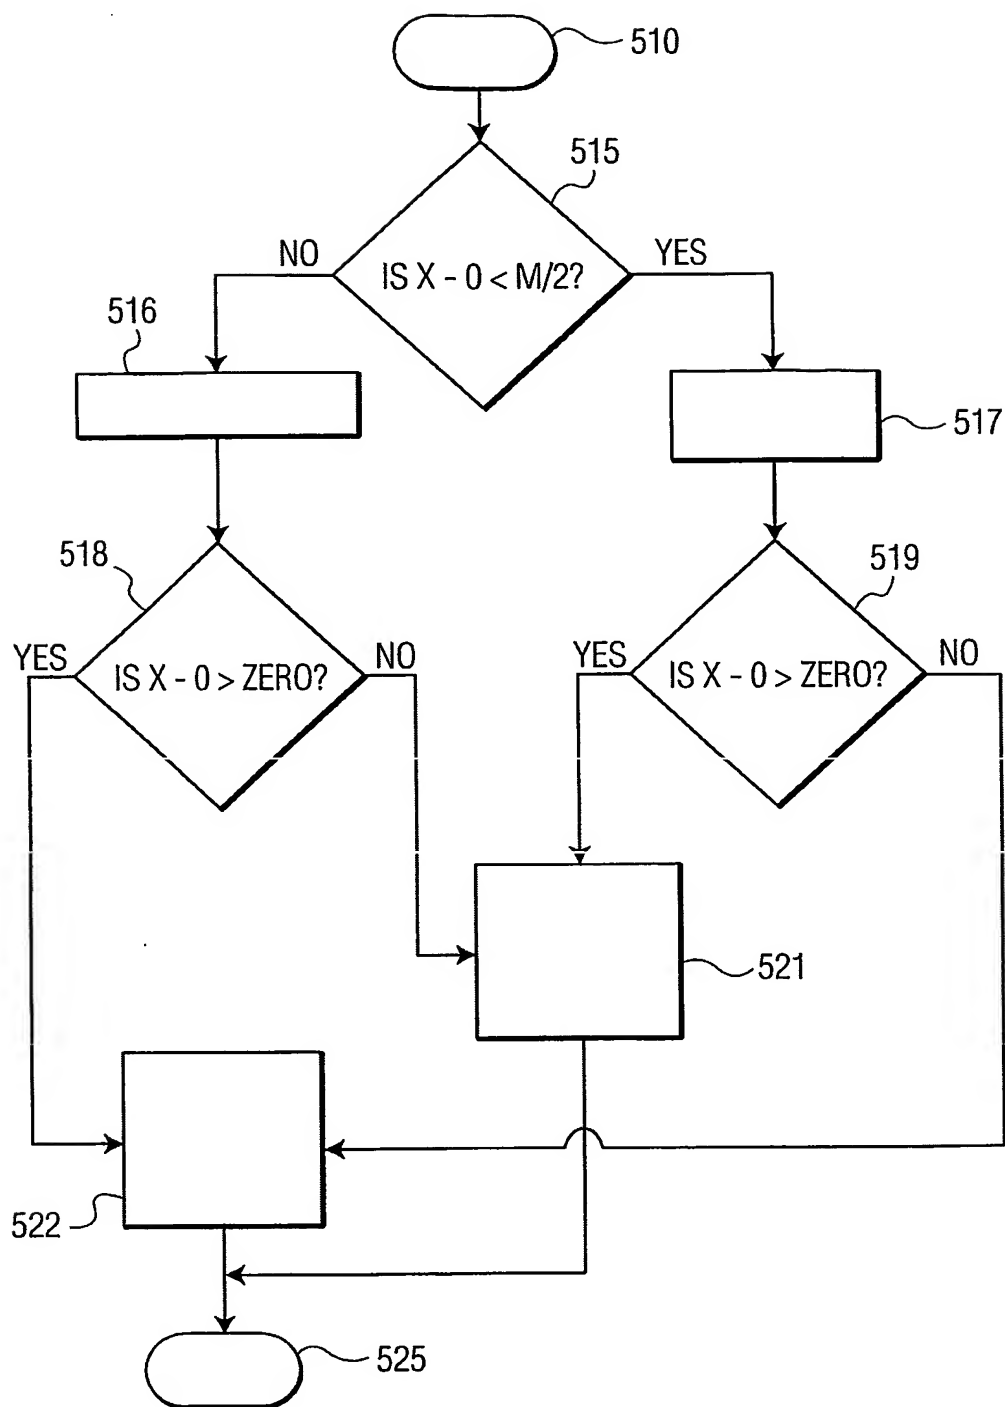 510
515
NO
IS X - 0 < M/2?
YES
516
517
518
519
YES
IS X - 0 > ZERO?
NO
YES
IS X - 0 > ZERO?
NO
521
522
525